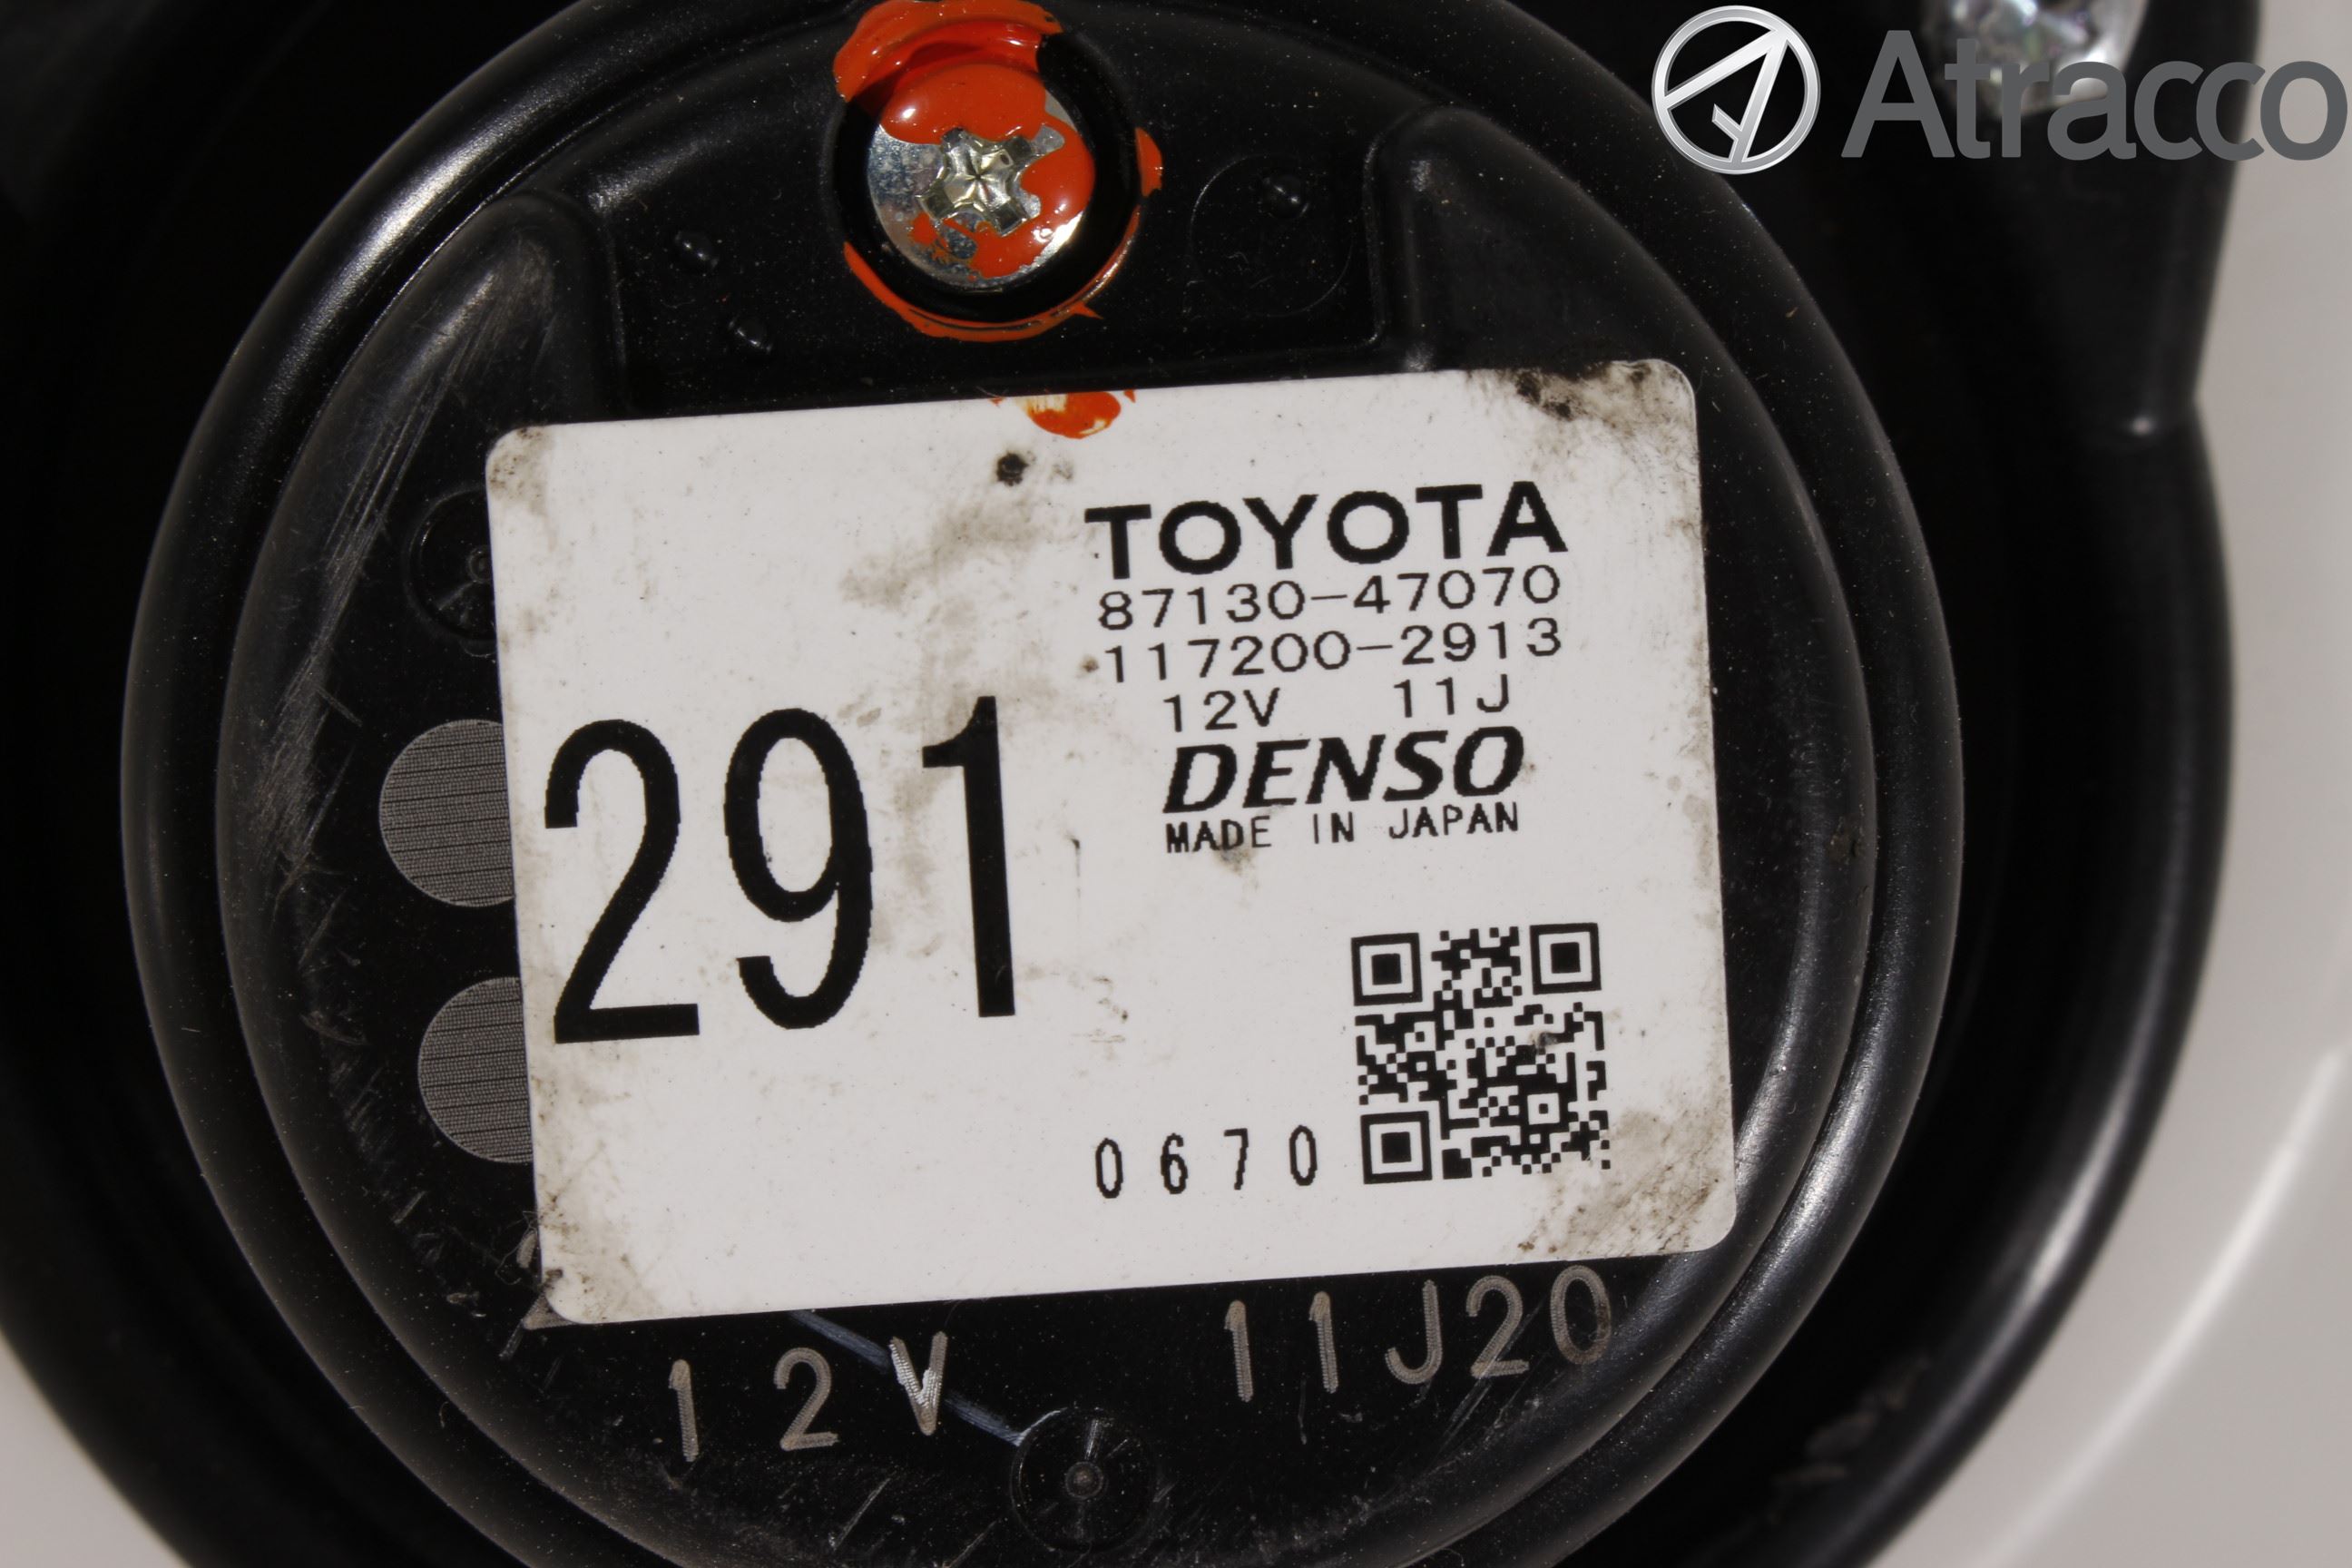 Atracco
TOYOTA
87130-47070
117200-2913
12V 11J
DENSO
MADE IN JAPAN
291
0670
12V 11J20